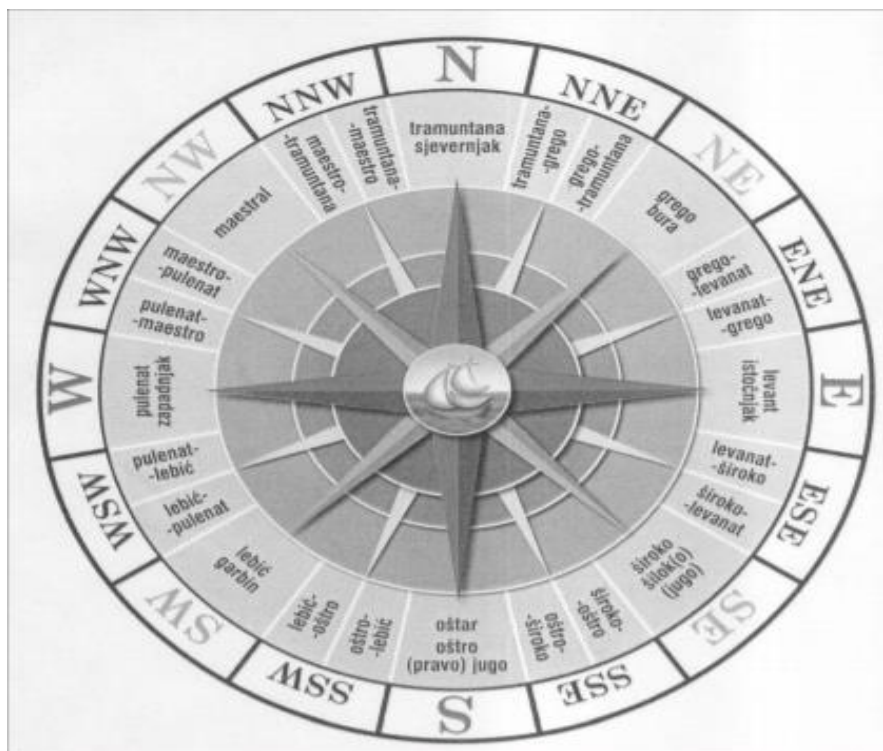 N
NNE
NE
ENE
E
ESE
SE
SSE
S
SSW
SW
WSW
W
WNW
NW
NNW
tramuntana
sjevernjak
tramuntana-
-grego
grego-
-tramuntana
grego
bura
grego-
-levanat
levanat-
-grego
levant
istočnjak
levanat-
-široko
široko-
-levanat
široko
šilok(o)
(jugo)
široko-
-oštro
oštro-
-široko
oštar
oštro
(pravo) jugo
oštro-
-lebić
lebić-
-oštro
lebić
garbin
lebić-
-pulenat
pulenat-
-lebić
pulenat
zapadnjak
pulenat-
-maestro
maestro-
-pulenat
maestral
maestro-
-tramuntana
tramuntana-
-maestro